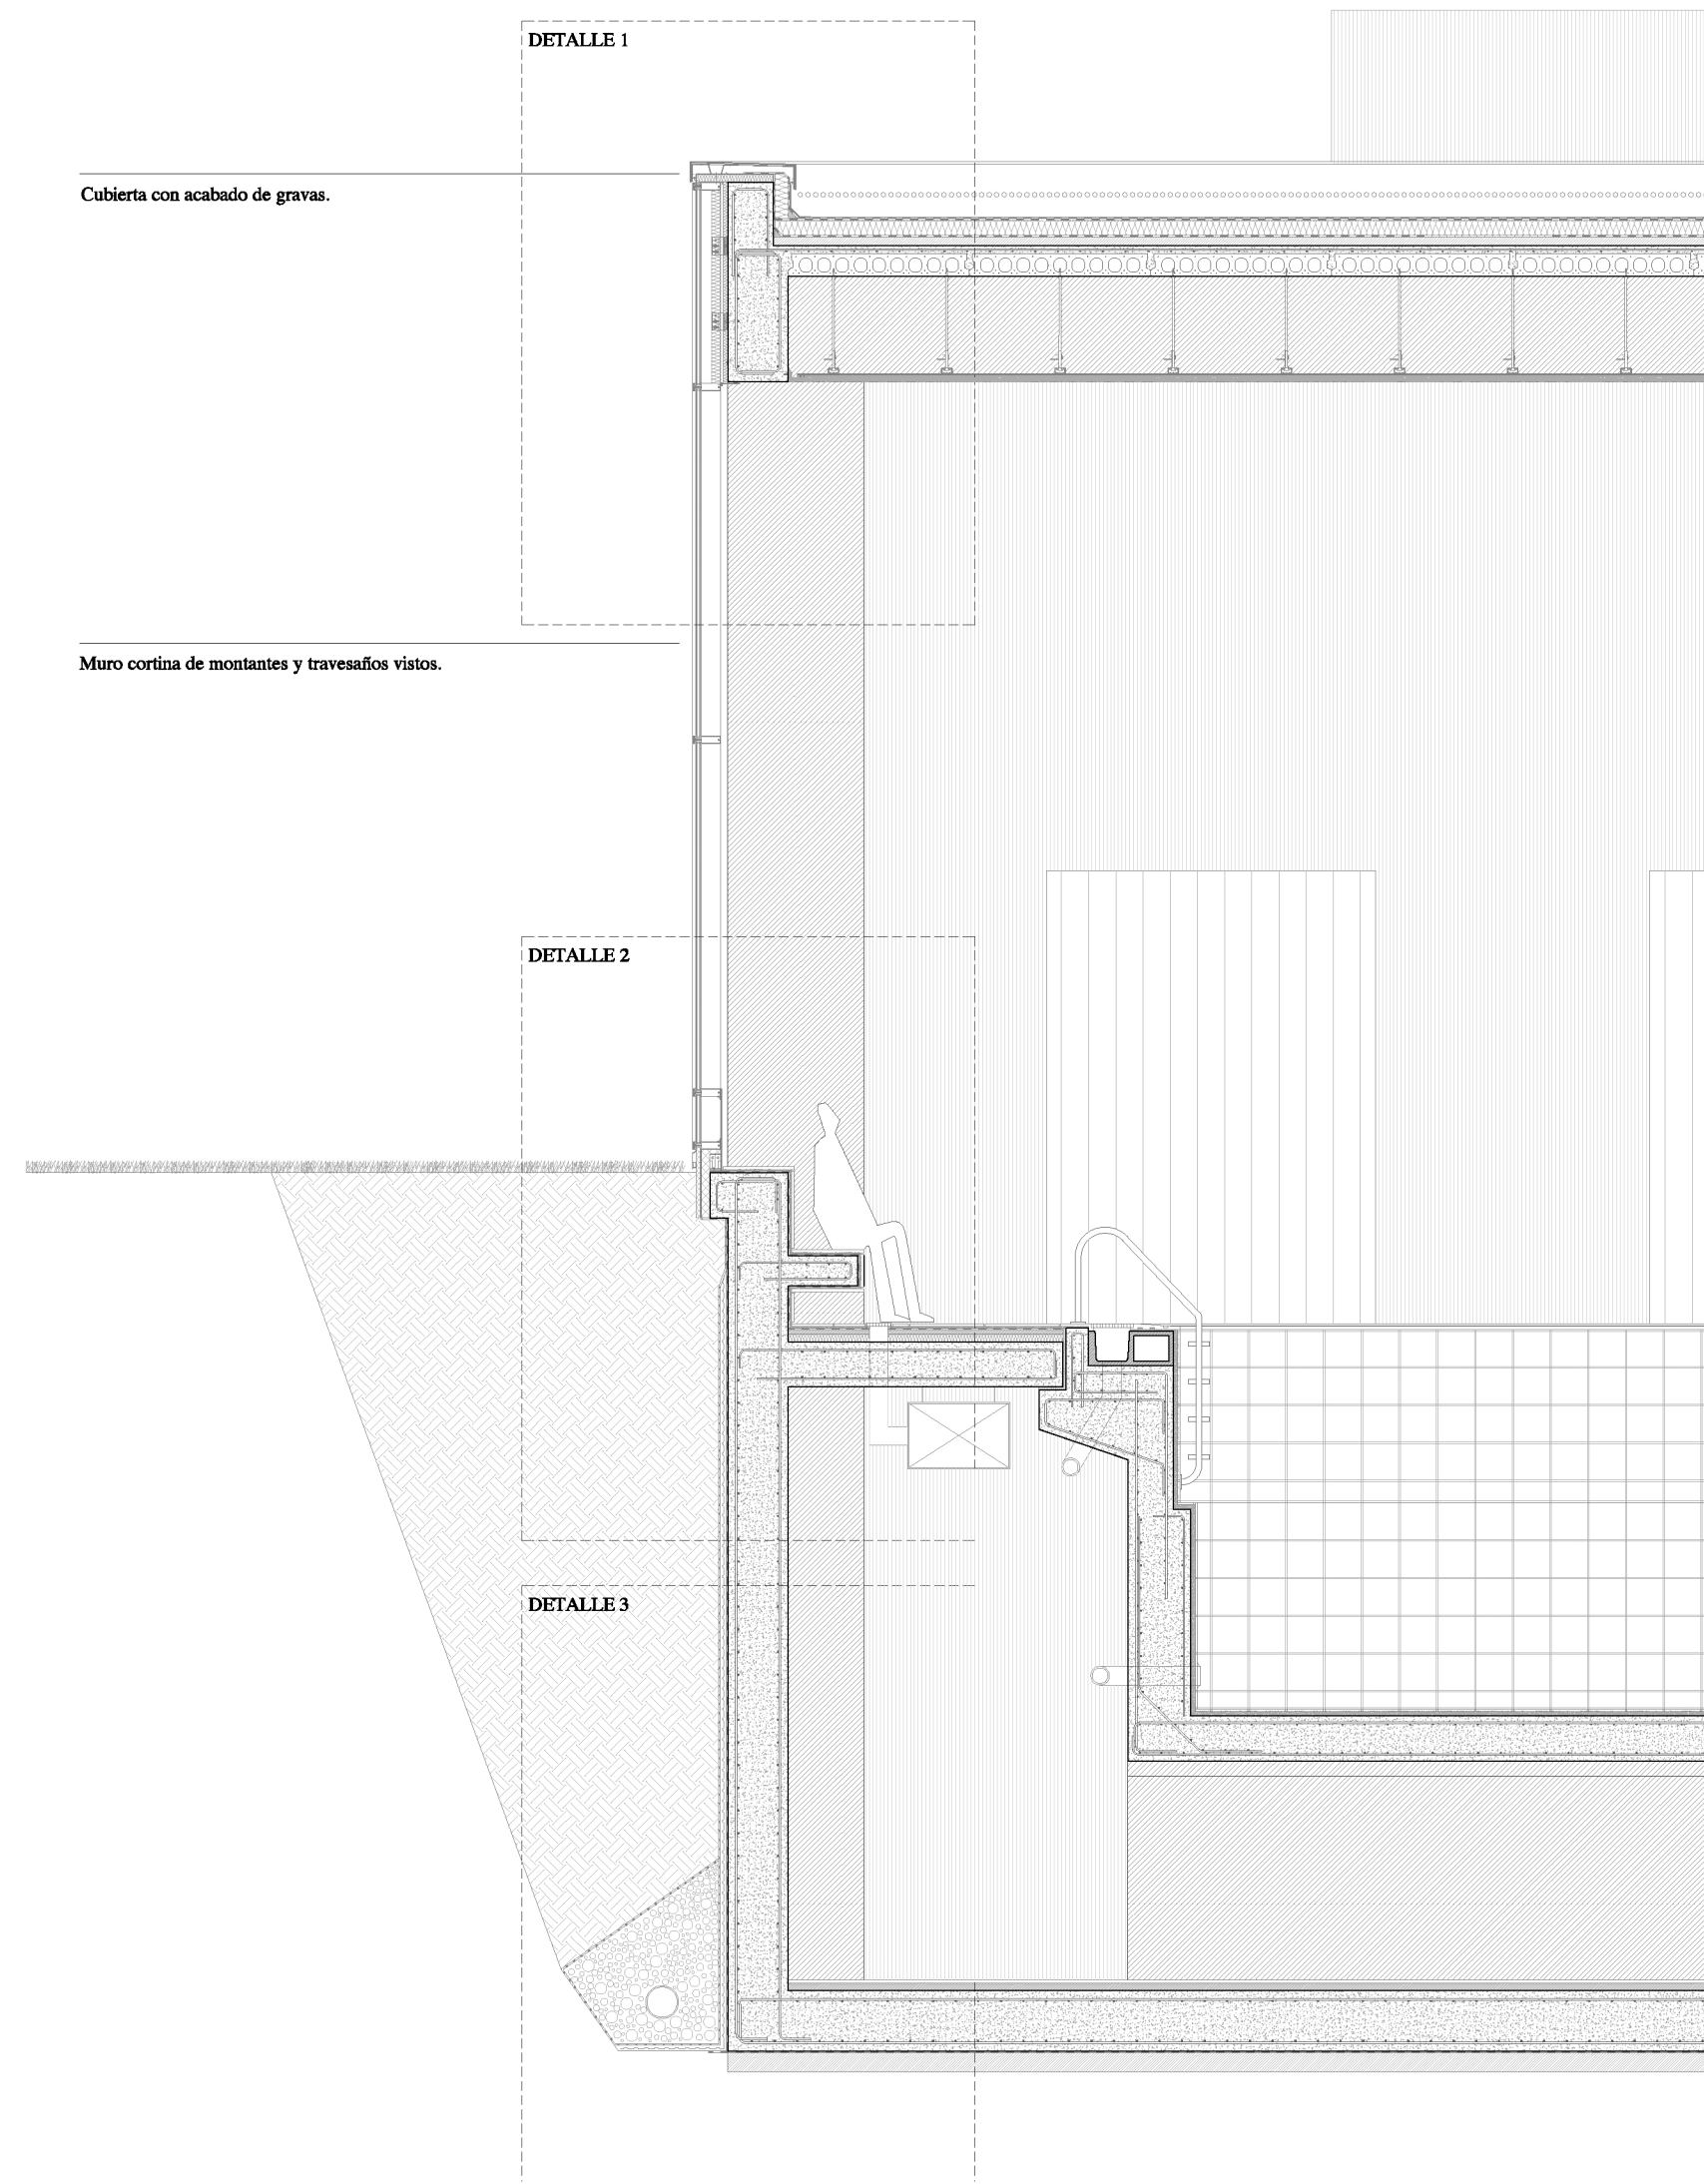 DETALLE 1
Cubierta con acabado de gravas.
Muro cortina de montantes y travesaños vistos.
DETALLE 2
DETALLE 3